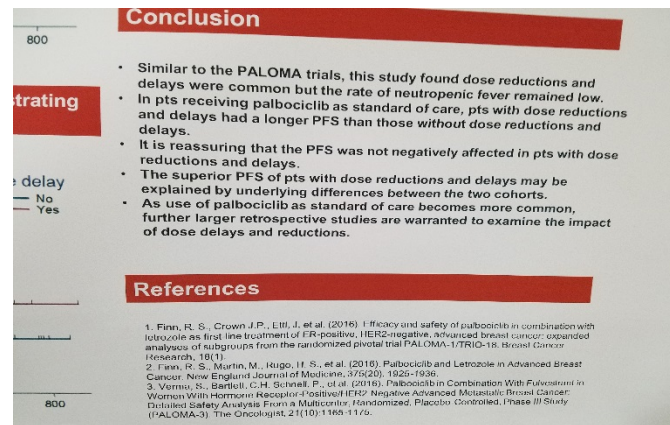 Conclusion
800
• Similar to the PALOMA trials, this study found dose reductions and
delays were common but the rate of neutropenic fever remained low.
• In pts receiving palbociclib as standard of care, pts with dose reductions
and delays had a longer PFS than those without dose reductions and
delays.
• It is reassuring that the PFS was not negatively affected in pts with dose
reductions and delays.
• The superior PFS of pts with dose reductions and delays may be
explained by underlying differences between the two cohorts.
• As use of palbociclib as standard of care becomes more common,
further larger retrospective studies are warranted to examine the impact
of dose delays and reductions.
strating
delay
No
Yes
800
References
1. Finn, R. S., Crown J.P., Ettl, J, et al. (2016). Efficacy and safety of palbociclib in combination with
letrozole as first line treatment of ER-positive, HER2-negative, advanced breast cancer: expanded
analyses of subgroups from the randomized pivotal trial PALOMA-1/TRIO-18. Breast Cancer
Research, 18(1).
2. Finn, R. S., Martin, M., Rugo, H. S., et al. (2016). Palbociclib and Letrozole in Advanced Breast
Cancer. New England Journal of Medicine, 375(20), 1925-1936.
3. Verma, S., Bartlett, C.H. Schnell, P., et al. (2016). Palbociclib in Combination With Fulvestrant in
Women With Hormone Receptor-Positive/HER2 Negative Advanced Metastatic Breast Cancer:
Detailed Safety Analysis From a Multicenter, Randomized, Placebo-Controlled, Phase III Study
(PALOMA-3). The Oncologist, 21(10):1165-1175.